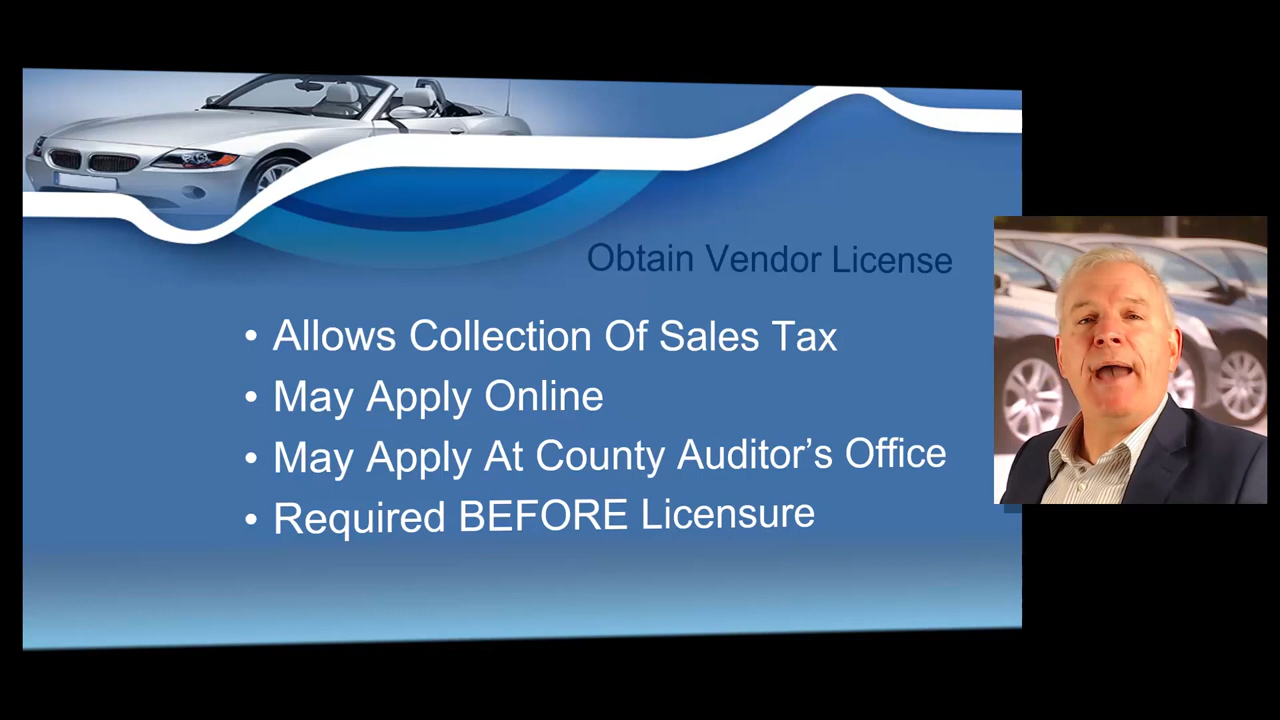 Obtain Vendor License
• Allows Collection Of Sales Tax
• May Apply Online
• May Apply At County Auditor's Office
• Required BEFORE Licensure